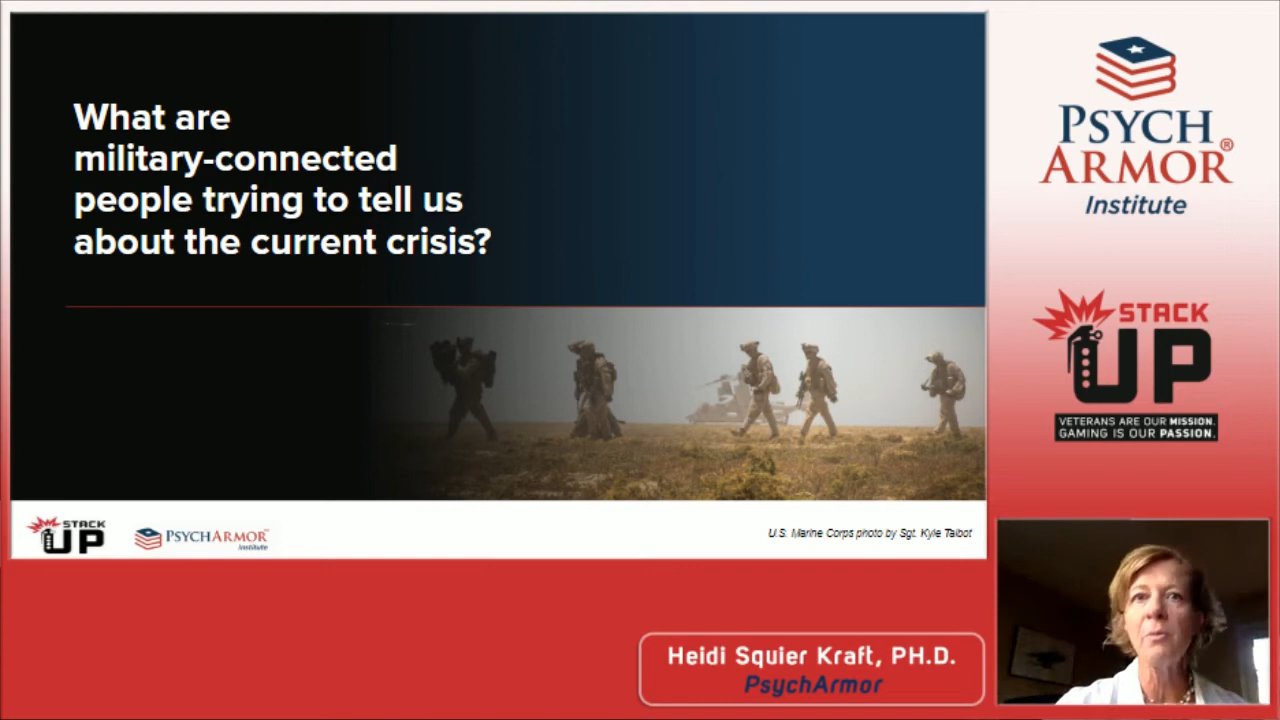 What are
military-connected
people trying to tell us
about the current crisis?
STACK
UP
PSYCHARMOR
Institute
U.S. Marine Corps photo by Sgt. Kyle Talbot
PSYCH
ARMOR®
Institute
STACK
UP
VETERANS ARE OUR MISSION.
GAMING IS OUR PASSION.
Heidi Squier Kraft, PH.D.
PsychArmor